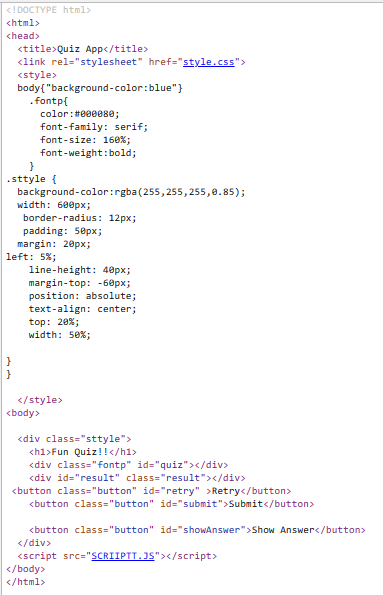 <!DOCTYPE html>
<html>
<head>
<title>Quiz App</title>
<link rel="stylesheet" href="style.css">
<style>
body{"background-color:blue"}
.fontp{
color:#000080;
font-family: serif;
font-size: 160%;
font-weight:bold;
}
.sttyle {
background-color:rgba(255,255,255,0.85);
width: 600px;
border-radius: 12px;
padding: 50px;
margin: 20px;
left: 5%;
line-height: 40px;
margin-top: -60px;
position: absolute;
text-align: center;
top: 20%;
width: 50%;
}
}
</style>
<body>
<div class="sttyle">
<h1>Fun Quiz!!</h1>
<div class="fontp" id="quiz"></div>
<div id="result" class="result"></div>
<button class="button" id="retry" >Retry</button>
<button class="button" id="submit">Submit</button>
<button class="button" id="showAnswer">Show Answer</button>
</div>
<script src="SCRIIPTT.JS"></script>
</body>
</html>